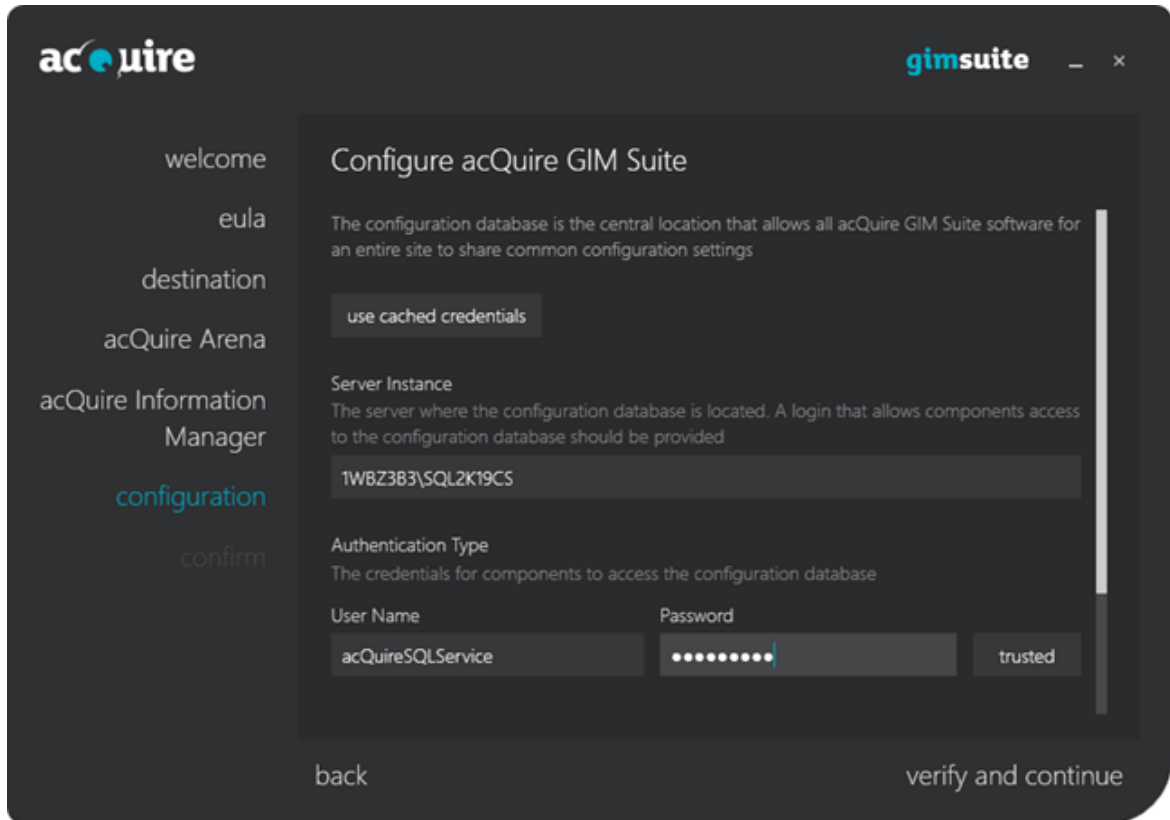 acQuire
gimsuite
welcome
eula
destination
acQuire Arena
acQuire Information
Manager
configuration
confirm
Configure acQuire GIM Suite
The configuration database is the central location that allows all acQuire GIM Suite software for
an entire site to share common configuration settings
use cached credentials
Server Instance
The server where the configuration database is located. A login that allows components access
to the configuration database should be provided
1WBZ3B3\SQL2K19CS
Authentication Type
The credentials for components to access the configuration database
User Name
Password
acQuireSQLService
•••••••••
trusted
back
verify and continue